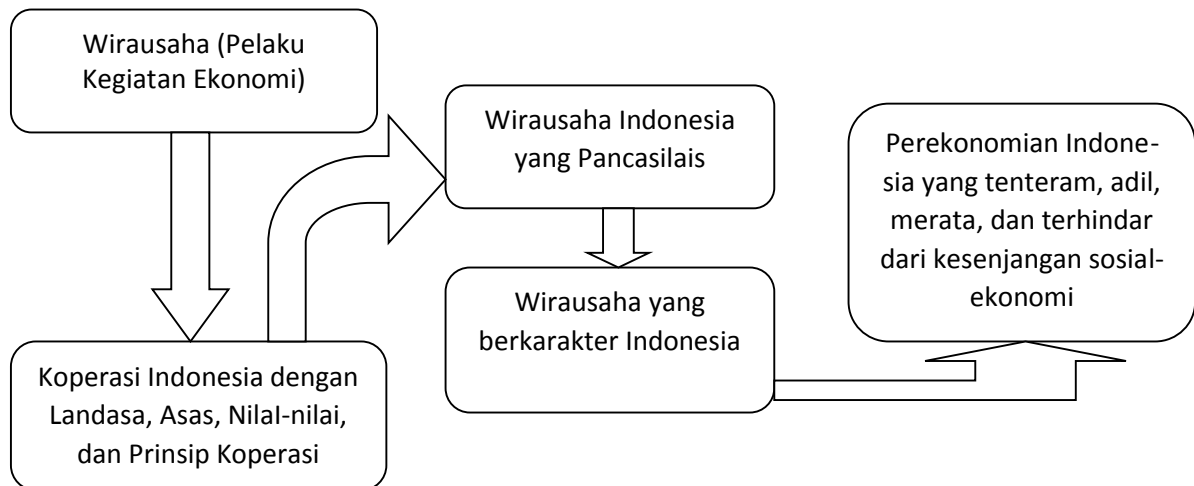 Wirausaha (Pelaku
Kegiatan Ekonomi)
Koperasi Indonesia dengan
Landasa, Asas, NilaI-nilai,
dan Prinsip Koperasi
Wirausaha Indonesia
yang Pancasilais
Wirausaha yang
berkarakter Indonesia
Perekonomian Indone-
sia yang tenteram, adil,
merata, dan terhindar
dari kesenjangan sosial-
ekonomi